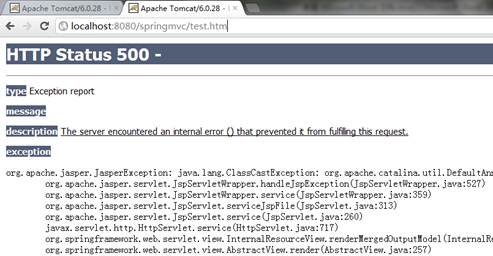 Apache Tomcat/6.0.28 -
Apache Tomcat/6.0.28 -
localhost:8080/springmvc/test.htm
HTTP Status 500 -
type Exception report
message
description The server encountered an internal error () that prevented it from fulfilling this request.
exception
org.apache.jasper.JasperException: java.lang.ClassCastException: org.apache.catalina.util.DefaultAn
org.apache.jasper.servlet.JspServletWrapper.handleJspException(JspServletWrapper.java:527)
org.apache.jasper.servlet.JspServletWrapper.service(JspServletWrapper.java:359)
org.apache.jasper.servlet.JspServlet.serviceJspFile(JspServlet.java:313)
org.apache.jasper.servlet.JspServlet.service(JspServlet.java:260)
javax.servlet.http.HttpServlet.service(HttpServlet.java:717)
org.springframework.web.servlet.view.InternalResourceView.renderMergedOutputModel(InternalRe
org.springframework.web.servlet.view.AbstractView.render(AbstractView.java:257)